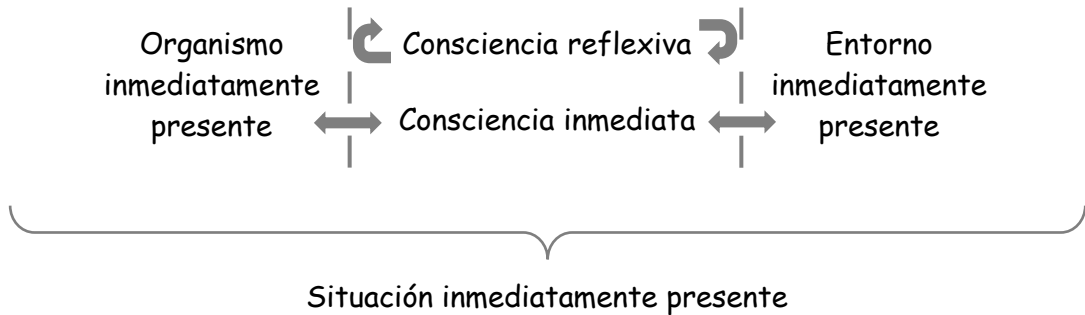 Organismo
inmediatamente
presente
Consciencia reflexiva
Consciencia inmediata
Entorno
inmediatamente
presente
Situación inmediatamente presente